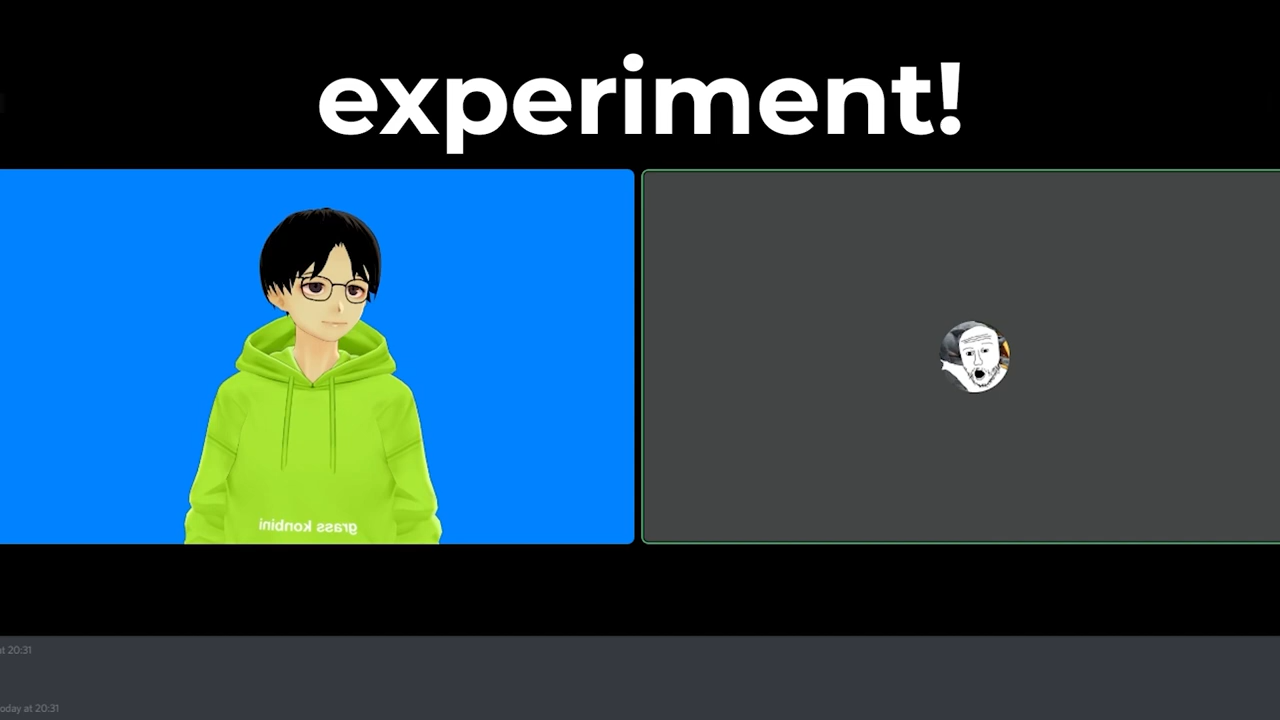 experiment!
grass konbini
at 20:31
oday at 20:31